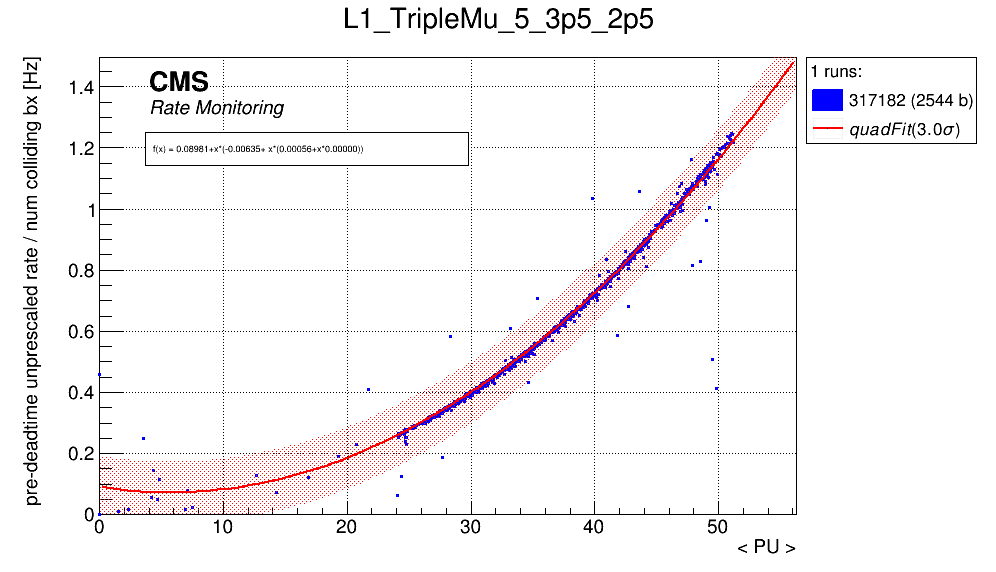 L1_TripleMu_5_3p5_2p5
pre-deadtime unprescaled rate / num colliding bx [Hz]
CMS
Rate Monitoring
f(x) = 0.08981+x*(-0.00635+ x*(0.00056+x*0.00000))
1 runs:
317182 (2544 b)
quadFit(3.0σ)
1.4
1.2
1
0.8
0.6
0.4
0.2
0
0 10 20 30 40 50
< PU >